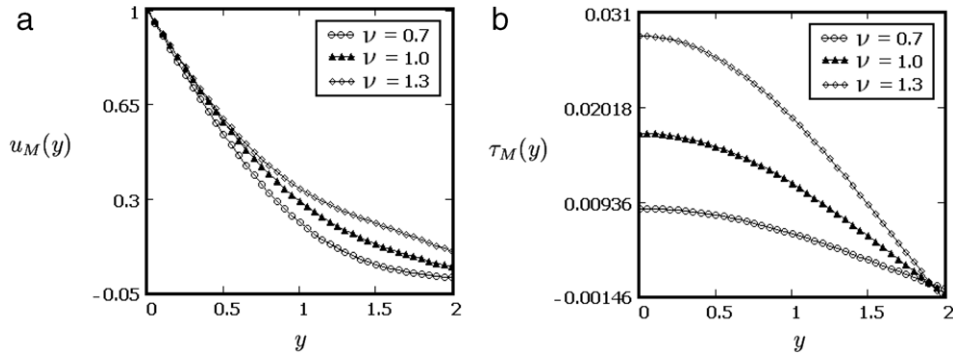 a
1
0.65
0.3
-0.05
u_M(y)
ν = 0.7
ν = 1.0
ν = 1.3
0 0.5 1 1.5 2
y
b
0.031
0.02018
0.00936
-0.00146
τ_M(y)
ν = 0.7
ν = 1.0
ν = 1.3
0 0.5 1 1.5 2
y